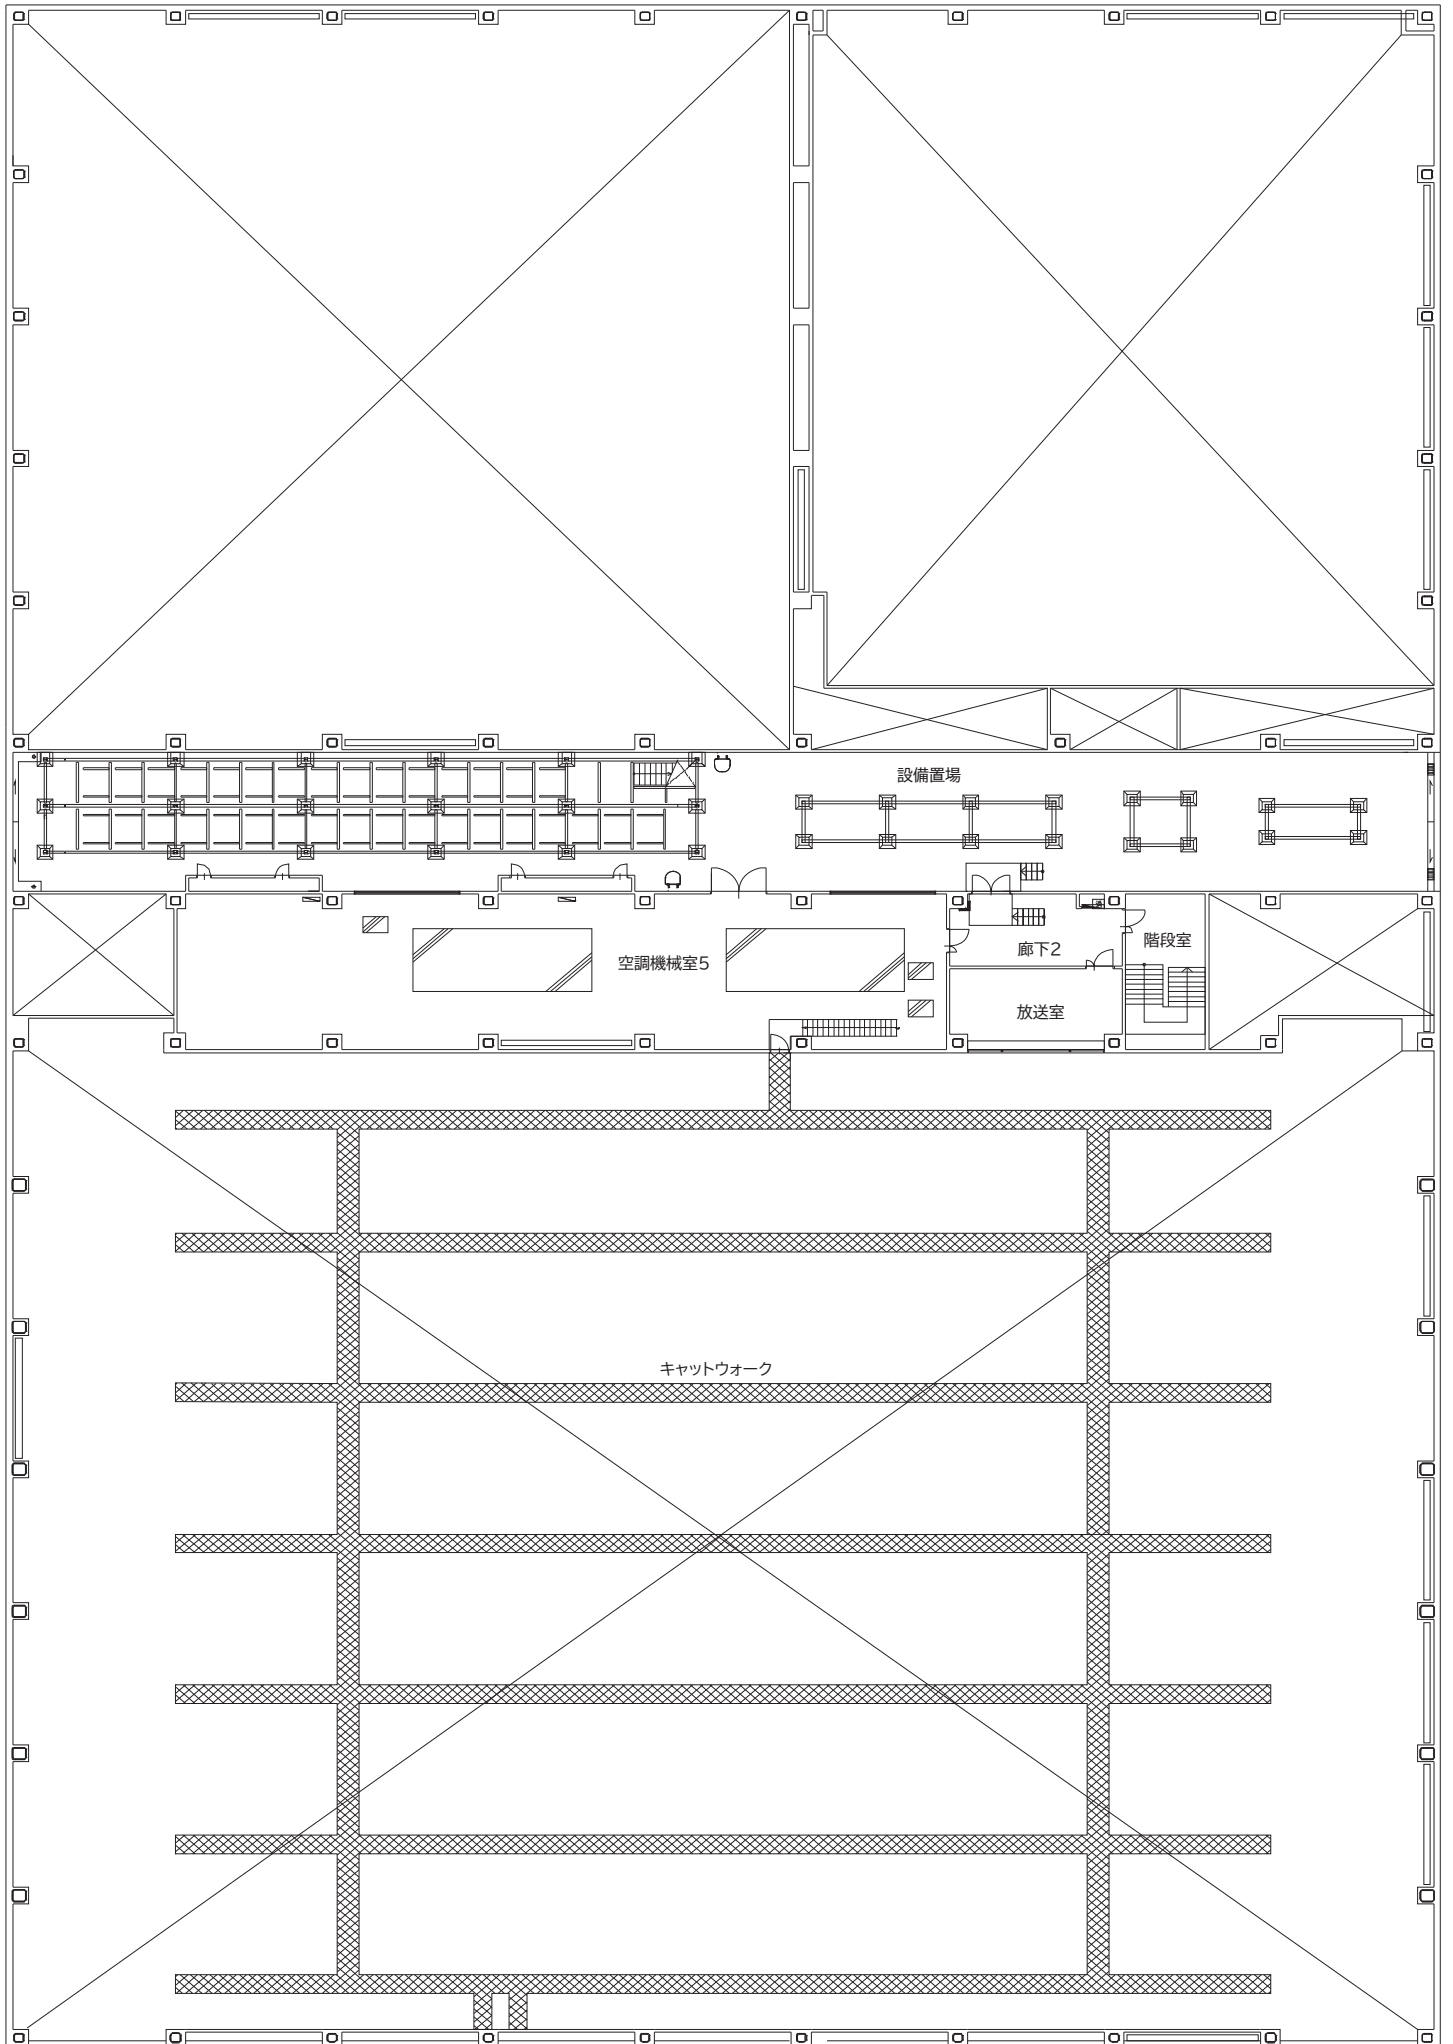 設備置場
空調機械室5
廊下2
階段室
放送室
キャットウォーク